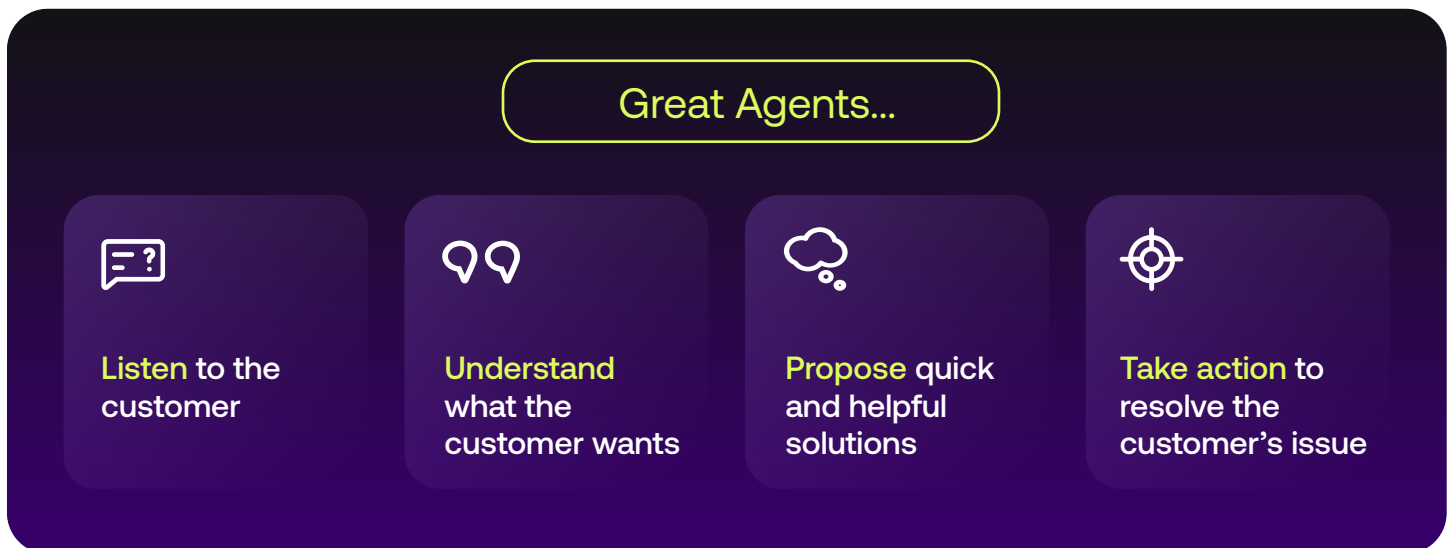 Great Agents...
Listen to the
customer
Understand
what the
customer wants
Propose quick
and helpful
solutions
Take action to
resolve the
customer’s issue